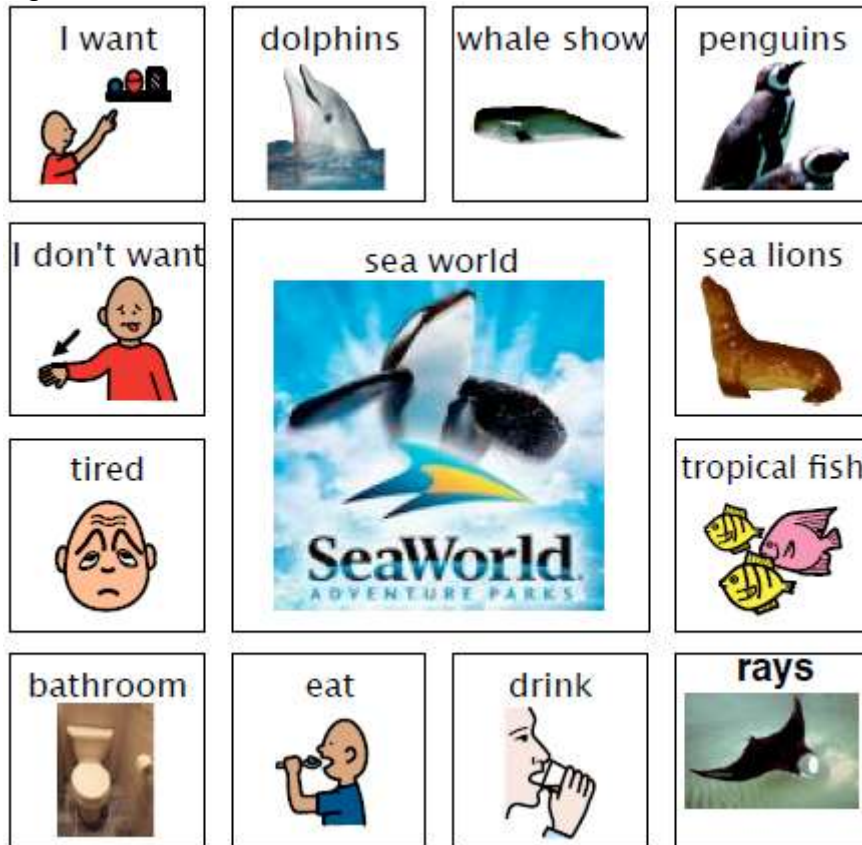 I want
dolphins
whale show
penguins
I don't want
sea world
SeaWorld
ADVENTURE PARKS
sea lions
tired
tropical fish
bathroom
eat
drink
rays